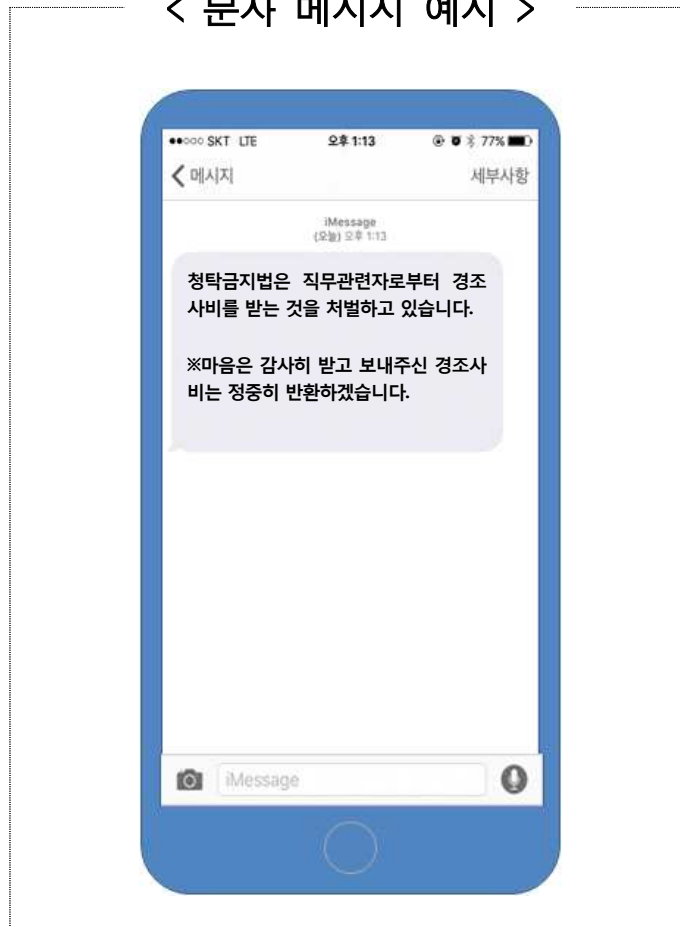 < 문자 메시지 예시 >
●●○○○ SKT LTE 오후 1:13 77%
메시지 세부사항
iMessage
(오늘) 오후 1:13
청탁금지법은 직무관련자로부터 경조
사비를 받는 것을 처벌하고 있습니다.
※마음은 감사히 받고 보내주신 경조사
비는 정중히 반환하겠습니다.
iMessage